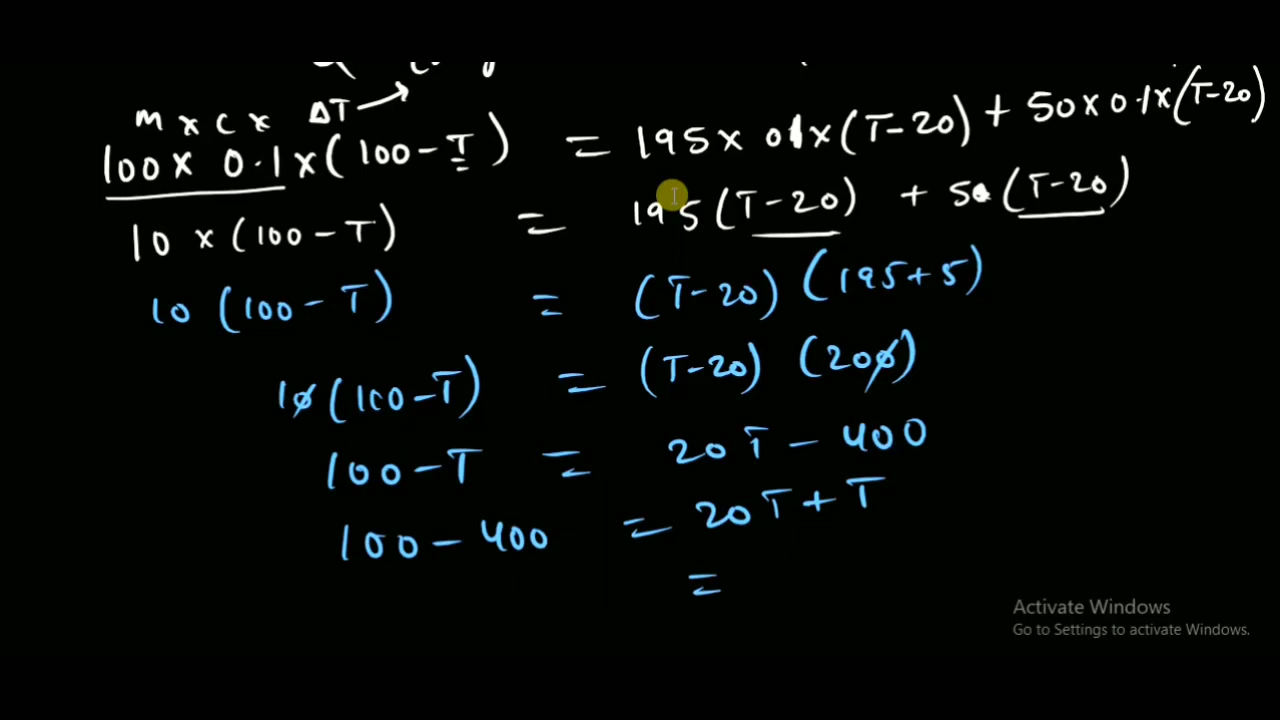 m x c x ΔT →
100 x 0.1 x (100 - T) = 195 x 01 x (T-20) + 50 x 0.1 x (T-20)
10 x (100 - T) = 195 (T-20) + 5 (T-20)
10 (100 - T) = (T-20) (195+5)
10 (100 - T) = (T-20) (200)
100 - T = 20T - 400
100 - 400 = 20T + T
=
Activate Windows
Go to Settings to activate Windows.